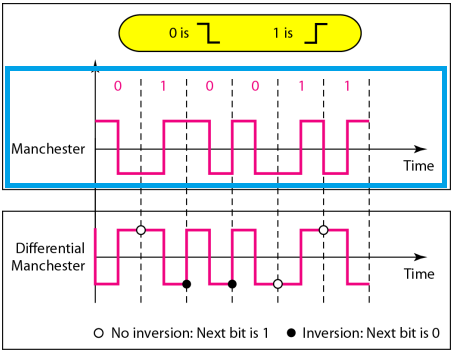 0 is 1 is
0 1 0 0 1 1
Manchester
Time
Differential
Manchester
Time
No inversion: Next bit is 1 Inversion: Next bit is 0